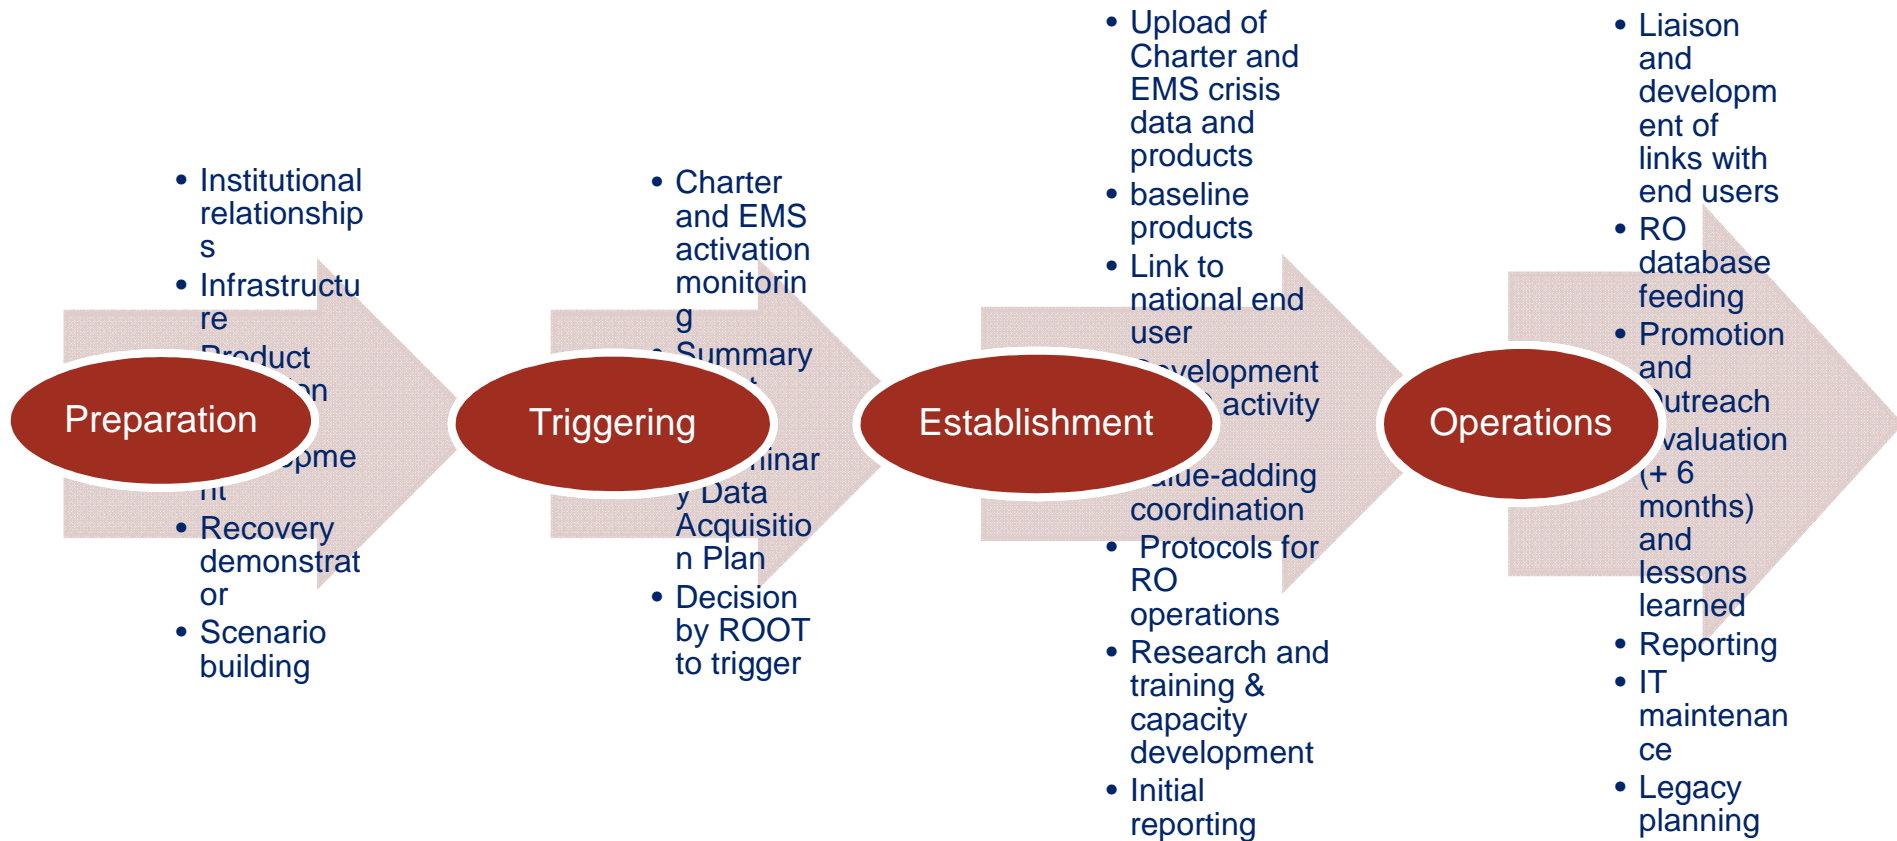 • Institutional
relationship
s
• Infrastructu
re
Product
nt
• Recovery
demonstrat
or
• Scenario
building
Preparation
• Charter
and EMS
activation
monitorin
g
• Summary
y Data
Acquisitio
n Plan
• Decision
by ROOT
to trigger
Triggering
• Upload of
Charter and
EMS crisis
data and
products
• baseline
products
• Link to
national end
user
activity
coordination
• Protocols for
RO
operations
• Research and
training &
capacity
development
• Initial
reporting
Establishment
• Liaison
and
developm
ent of
links with
end users
• RO
database
feeding
• Promotion
and
Outreach
(+ 6
months)
and
lessons
learned
• Reporting
• IT
maintenan
ce
• Legacy
planning
Operations